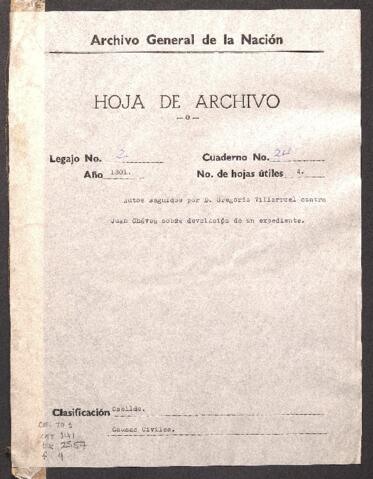 Archivo General de la Nación
HOJA DE ARCHIVO
—o—
Legajo No. 2. Cuaderno No. 24
Año 1801. No. de hojas útiles 4.
Autos seguidos por D. Gregorio Villarruel contra
Juan Chávez sobre devolución de un expediente.
Clasificación Cabildo.
Causas Civiles.